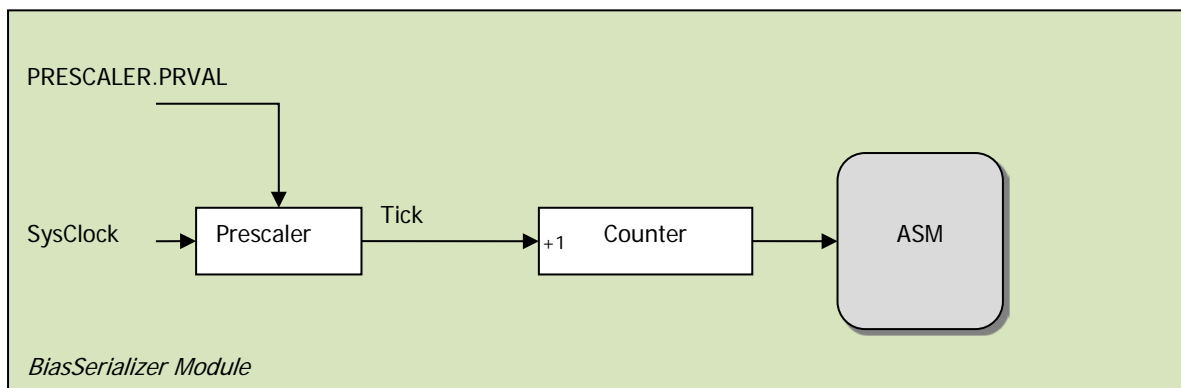 PRESCALER.PRVAL
Tick
SysClock
Prescaler
+1
Counter
ASM
BiasSerializer Module